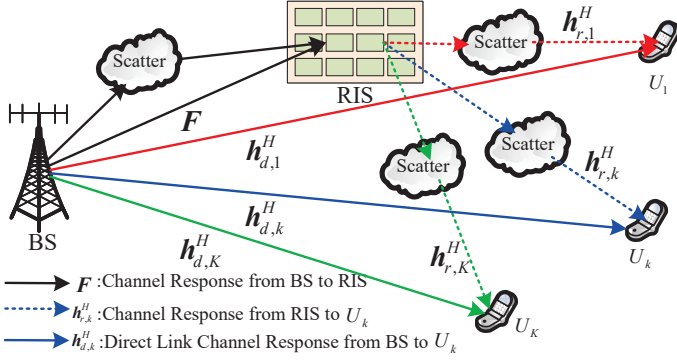 Scatter
Scatter
h_{r,1}^{H}
U_1
RIS
F
h_{d,1}^{H}
Scatter
Scatter
h_{r,k}^{H}
BS
h_{d,k}^{H}
h_{d,K}^{H}
h_{r,K}^{H}
U_k
U_K
F :Channel Response from BS to RIS
h_{r,k}^{H} :Channel Response from RIS to U_k
h_{d,k}^{H} :Direct Link Channel Response from BS to U_k